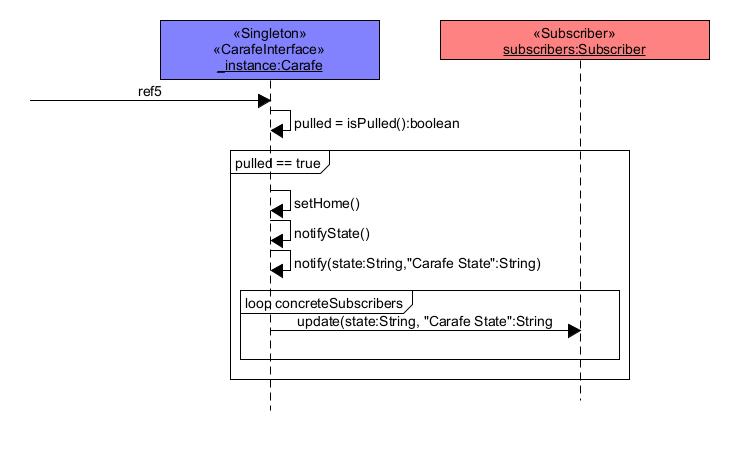 «Singleton»
«CarafeInterface»
_instance:Carafe
«Subscriber»
subscribers:Subscriber
ref5
pulled = isPulled():boolean
pulled == true
setHome()
notifyState()
notify(state:String,"Carafe State":String)
loop concreteSubscribers
update(state:String, "Carafe State":String